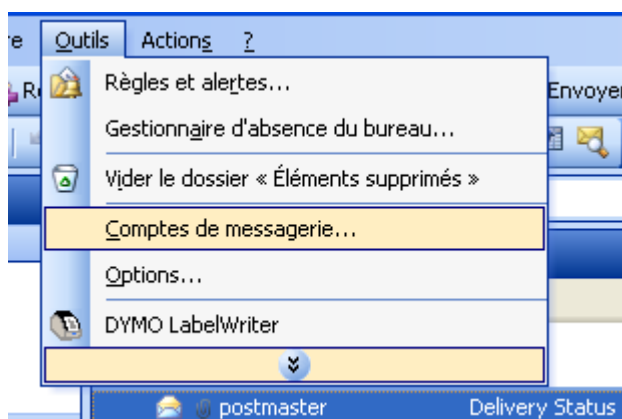 re Outils Actions ?
Règles et alertes...
Envoyer
Gestionnaire d'absence du bureau...
Vider le dossier « Éléments supprimés »
Comptes de messagerie...
Options...
DYMO LabelWriter
postmaster Delivery Status